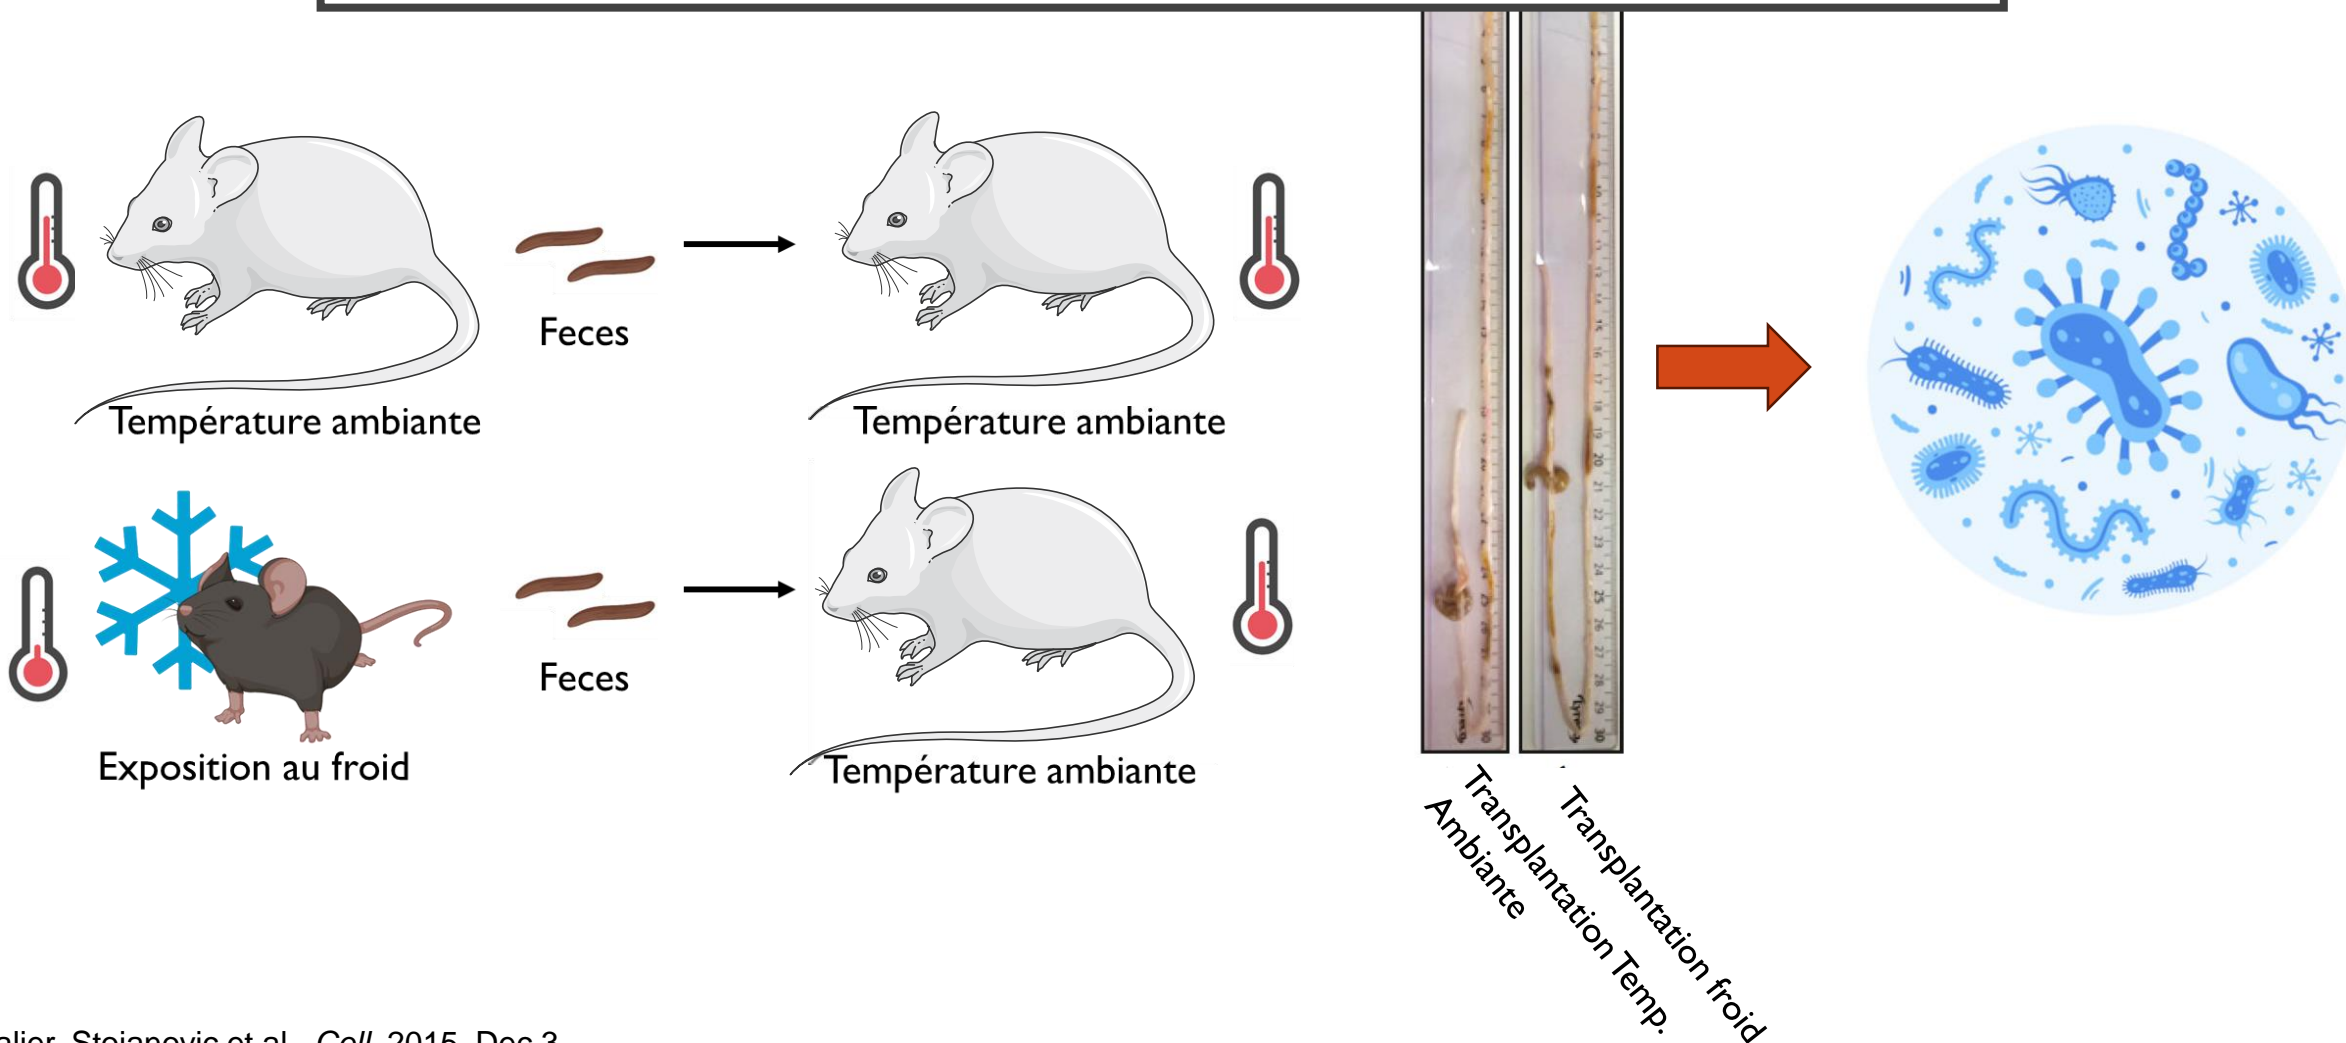 Feces
Température ambiante
Température ambiante
Feces
Exposition au froid
Température ambiante
Transplantation Temp.
Ambiante
Transplantation froid
Stojanovic et al., Cell. 2015, Dec 3